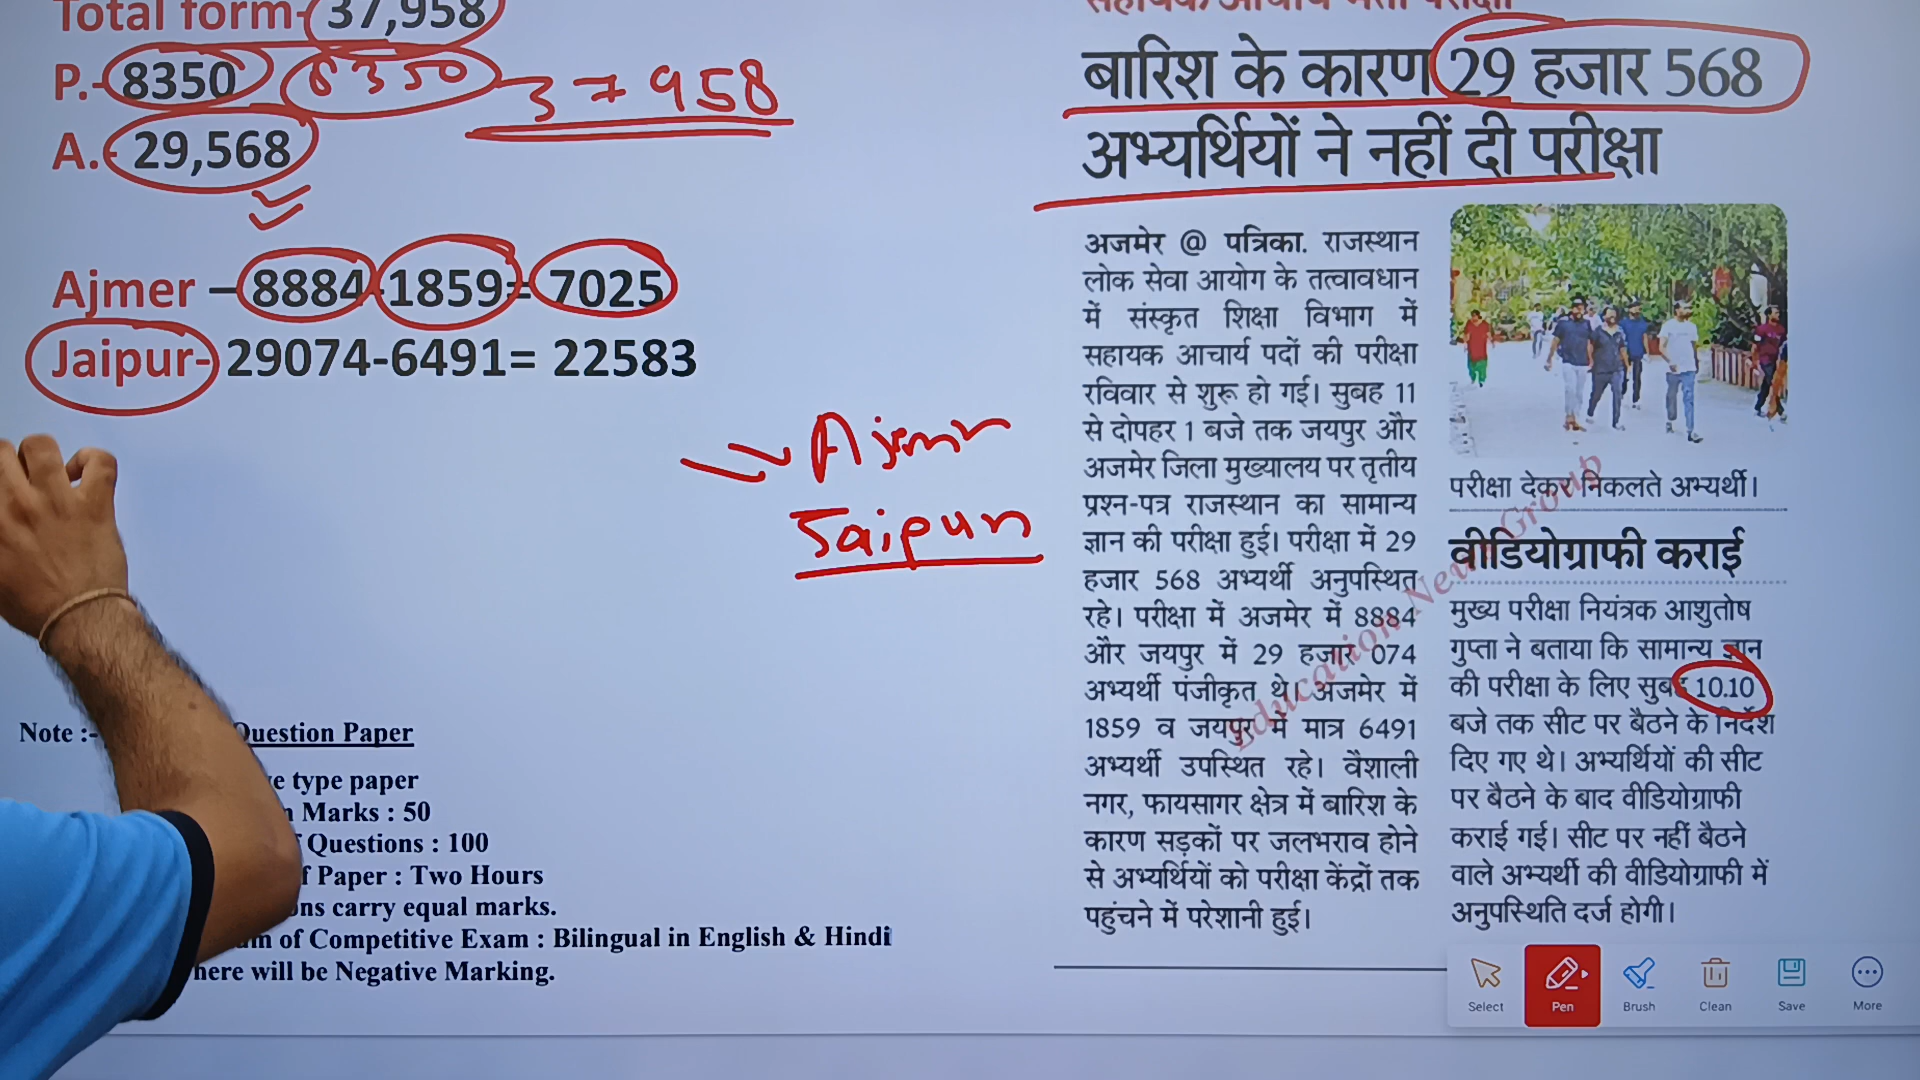 Total form- 37,958
P.- 8350 8350 37958
A.- 29,568
Ajmer – 8884-1859= 7025
Jaipur- 29074-6491= 22583
Ajmer
Jaipur
Note :-
Question Paper
type paper
Marks : 50
Questions : 100
Paper : Two Hours
carry equal marks.
of Competitive Exam : Bilingual in English & Hindi
here will be Negative Marking.
सहायक आचार्य भर्ती परीक्षा
बारिश के कारण 29 हजार 568
अभ्यर्थियों ने नहीं दी परीक्षा
अजमेर @ पत्रिका. राजस्थान
लोक सेवा आयोग के तत्वावधान
में संस्कृत शिक्षा विभाग में
सहायक आचार्य पदों की परीक्षा
रविवार से शुरू हो गई। सुबह 11
से दोपहर 1 बजे तक जयपुर और
अजमेर जिला मुख्यालय पर तृतीय
प्रश्न-पत्र राजस्थान का सामान्य
ज्ञान की परीक्षा हुई। परीक्षा में 29
हजार 568 अभ्यर्थी अनुपस्थित
रहे। परीक्षा में अजमेर में 8884
और जयपुर में 29 हजार 074
अभ्यर्थी पंजीकृत थे। अजमेर में
1859 व जयपुर में मात्र 6491
अभ्यर्थी उपस्थित रहे। वैशाली
नगर, फायसागर क्षेत्र में बारिश के
कारण सड़कों पर जलभराव होने
से अभ्यर्थियों को परीक्षा केंद्रों तक
पहुंचने में परेशानी हुई।
परीक्षा देकर निकलते अभ्यर्थी।
वीडियोग्राफी कराई
मुख्य परीक्षा नियंत्रक आशुतोष
गुप्ता ने बताया कि सामान्य ज्ञान
की परीक्षा के लिए सुबह 10.10
बजे तक सीट पर बैठने के निर्देश
दिए गए थे। अभ्यर्थियों की सीट
पर बैठने के बाद वीडियोग्राफी
कराई गई। सीट पर नहीं बैठने
वाले अभ्यर्थी की वीडियोग्राफी में
अनुपस्थिति दर्ज होगी।
Education News Group
Select Pen Brush Clean Save More